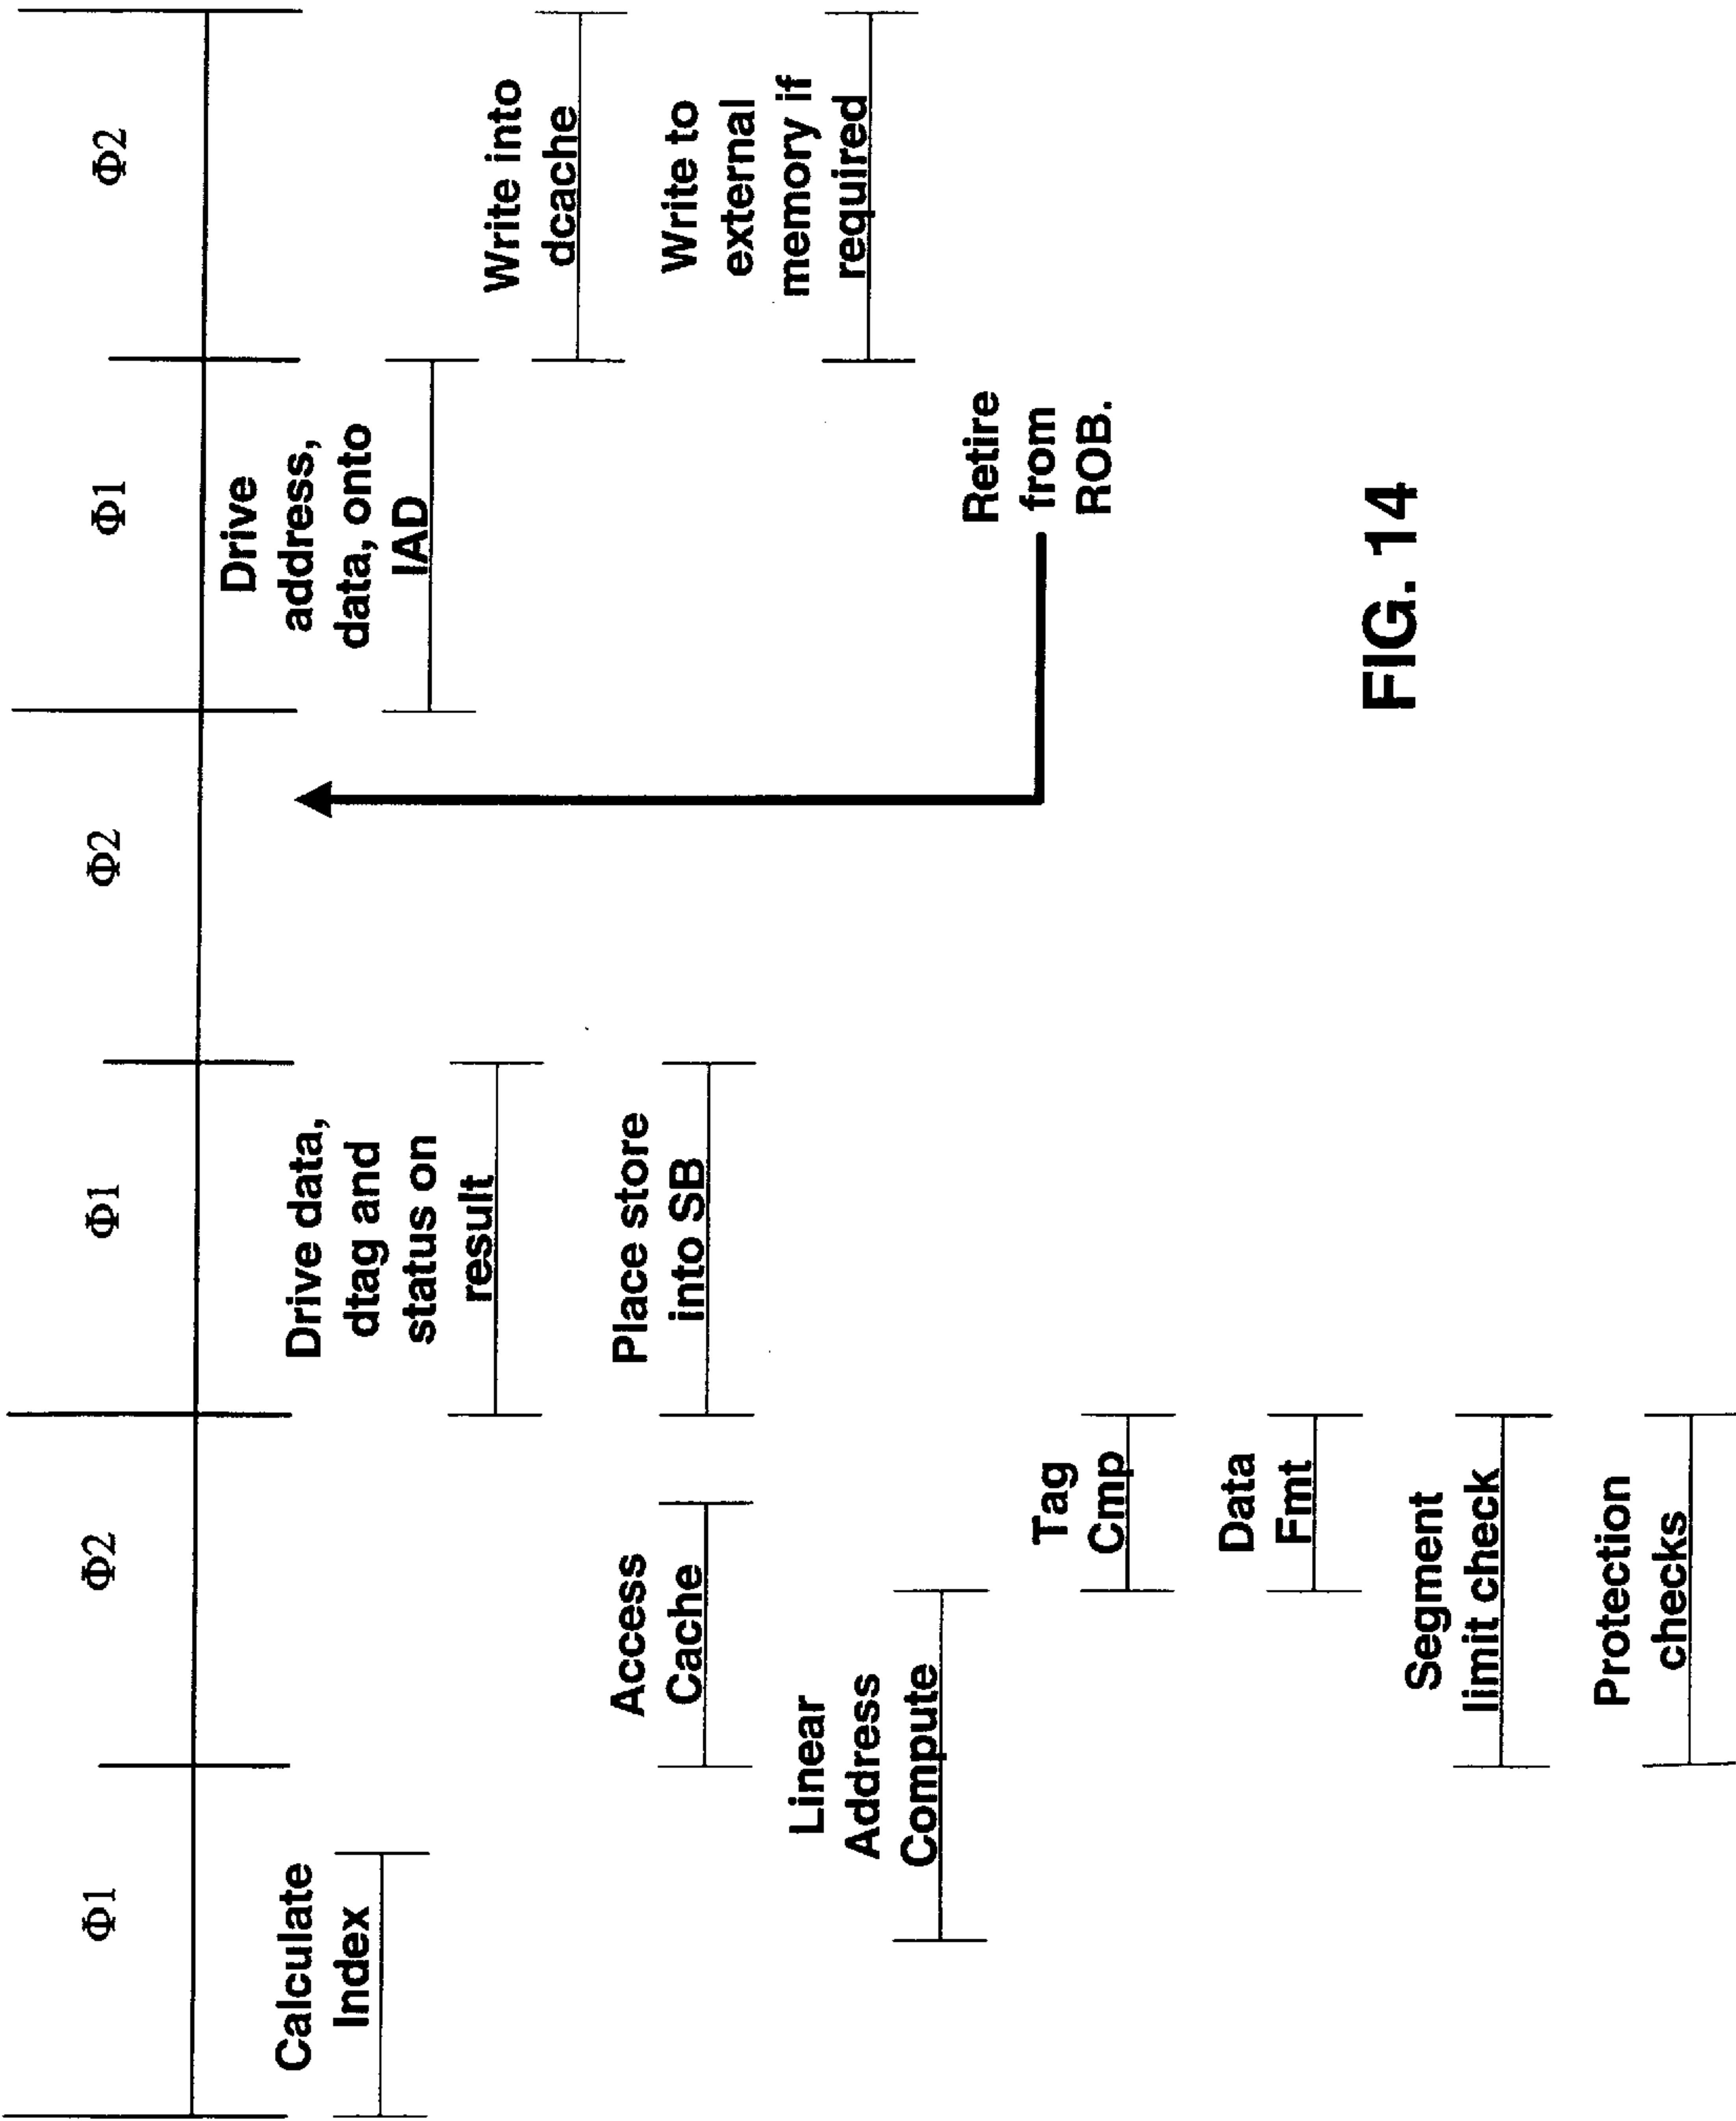 Φ1
Φ2
Φ1
Φ2
Φ1
Φ2
Calculate
Index
Access
Cache
Linear
Address
Compute
Tag
Cmp
Data
Fmt
Segment
limit check
Protection
checks
Drive data,
dtag and
status on
result
Place store
into SB
Drive
address,
data, onto
IAD
Retire
from
ROB.
Write into
dcache
Write to
external
memory if
required
FIG. 14